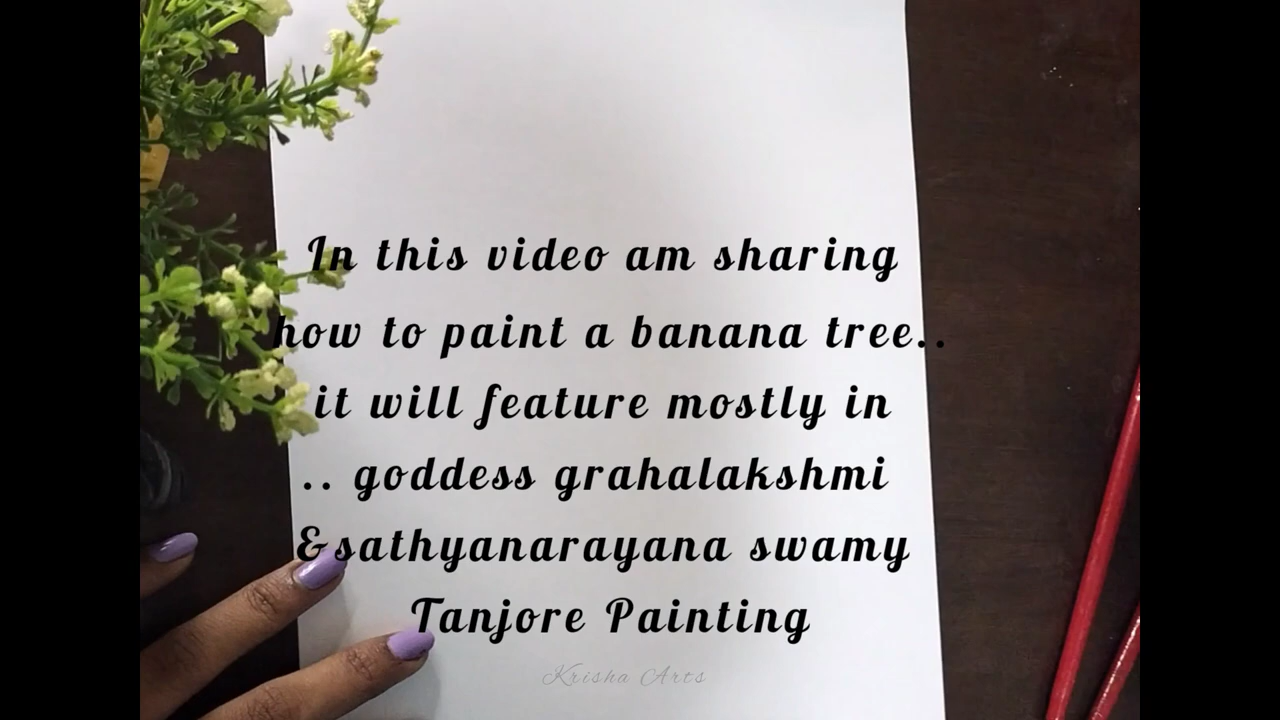 In this video am sharing
how to paint a banana tree..
it will feature mostly in
.. goddess grahalakshmi
&sathyanarayana swamy
Tanjore Painting
Krisha Arts